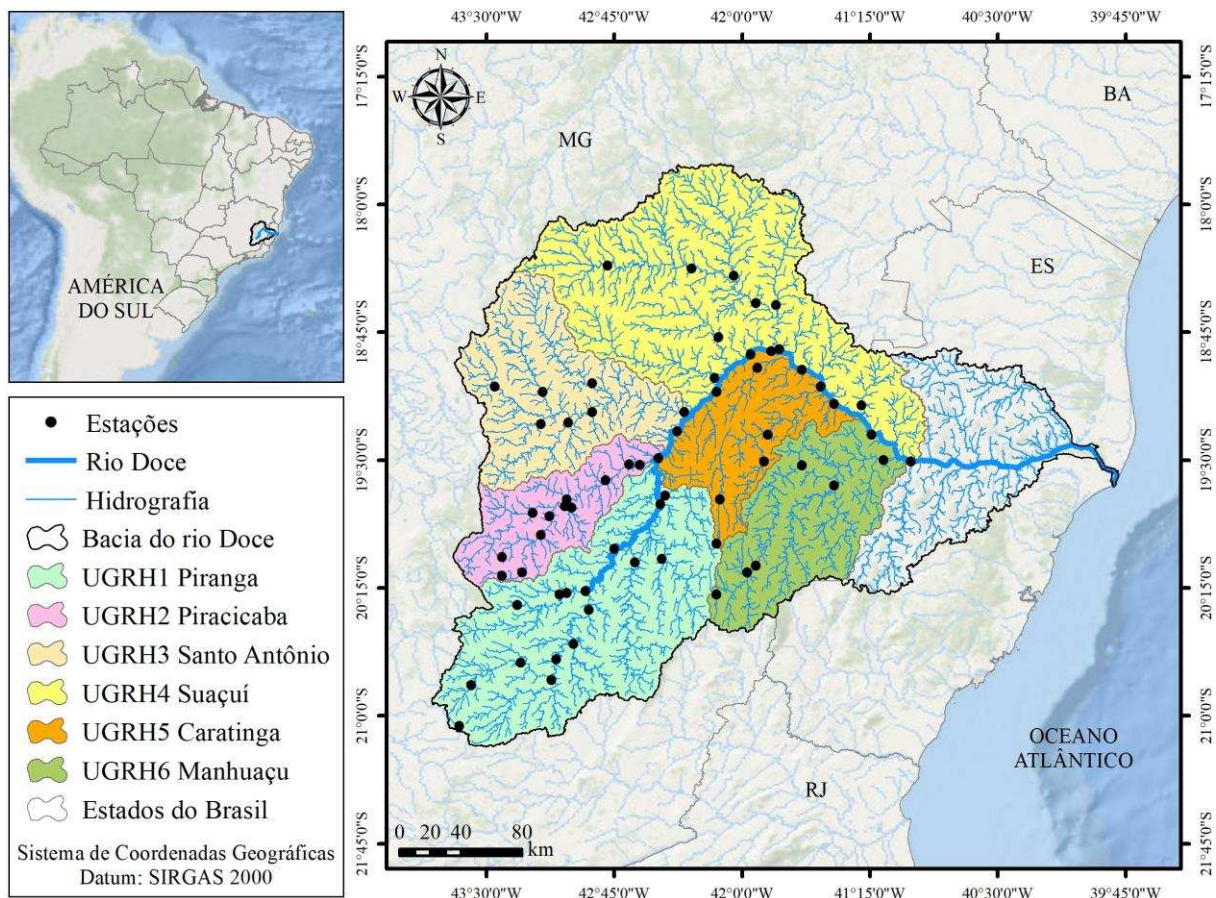 AMÉRICA
DO SUL
Estações
Rio Doce
Hidrografia
Bacia do rio Doce
UGRH1 Piranga
UGRH2 Piracicaba
UGRH3 Santo Antônio
UGRH4 Suaçuí
UGRH5 Caratinga
UGRH6 Manhuaçu
Estados do Brasil
Sistema de Coordenadas Geográficas
Datum: SIRGAS 2000
43°30'0"W 42°45'0"W 42°0'0"W 41°15'0"W 40°30'0"W 39°45'0"W
17°15'0"S
18°0'0"S
18°45'0"S
19°30'0"S
20°15'0"S
21°0'0"S
21°45'0"S
N
W E
S
MG
BA
ES
RJ
OCEANO
ATLÂNTICO
0 20 40 80
km
17°15'0"S
18°0'0"S
18°45'0"S
19°30'0"S
20°15'0"S
21°0'0"S
21°45'0"S
43°30'0"W 42°45'0"W 42°0'0"W 41°15'0"W 40°30'0"W 39°45'0"W